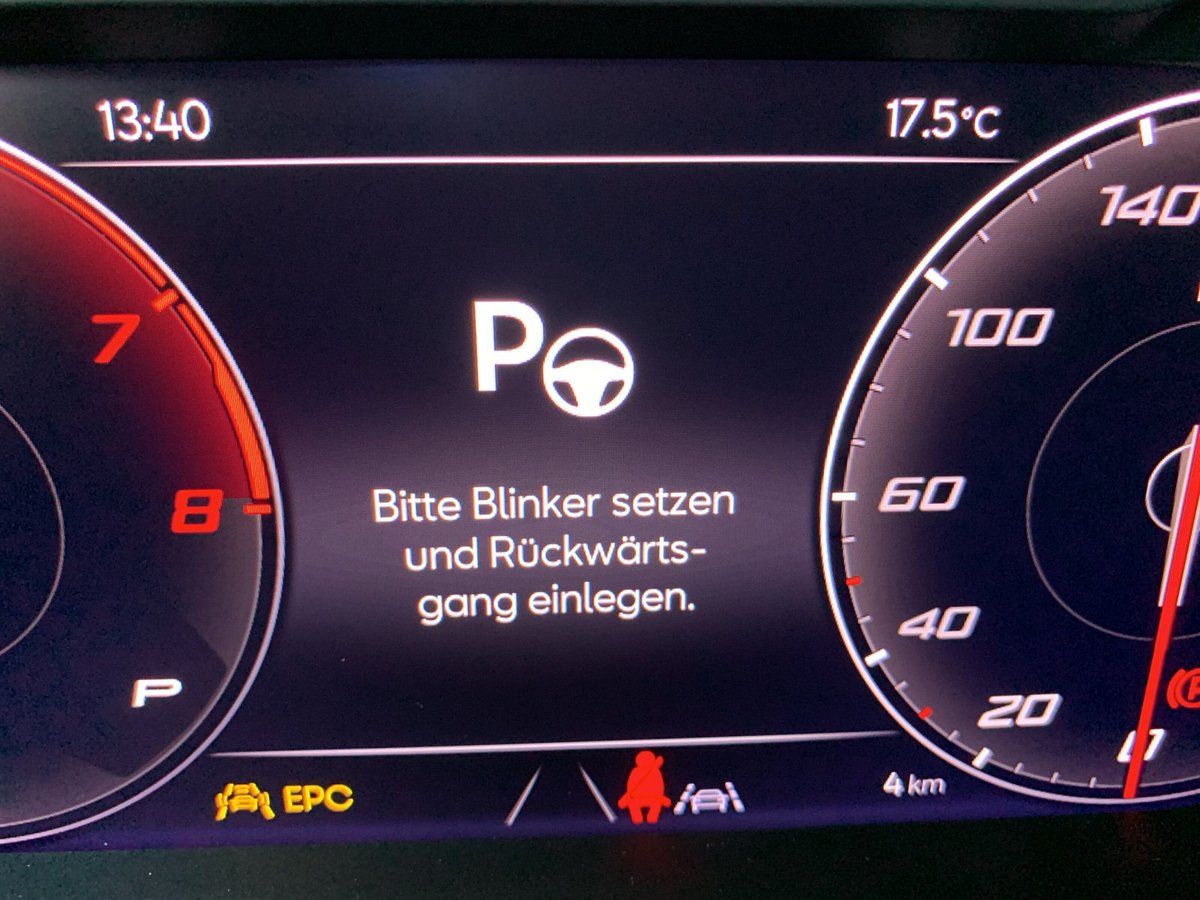 13:40
17.5°C
140
7
P
100
8
Bitte Blinker setzen
und Rückwärts-
gang einlegen.
60
40
P
20
0
EPC
4 km